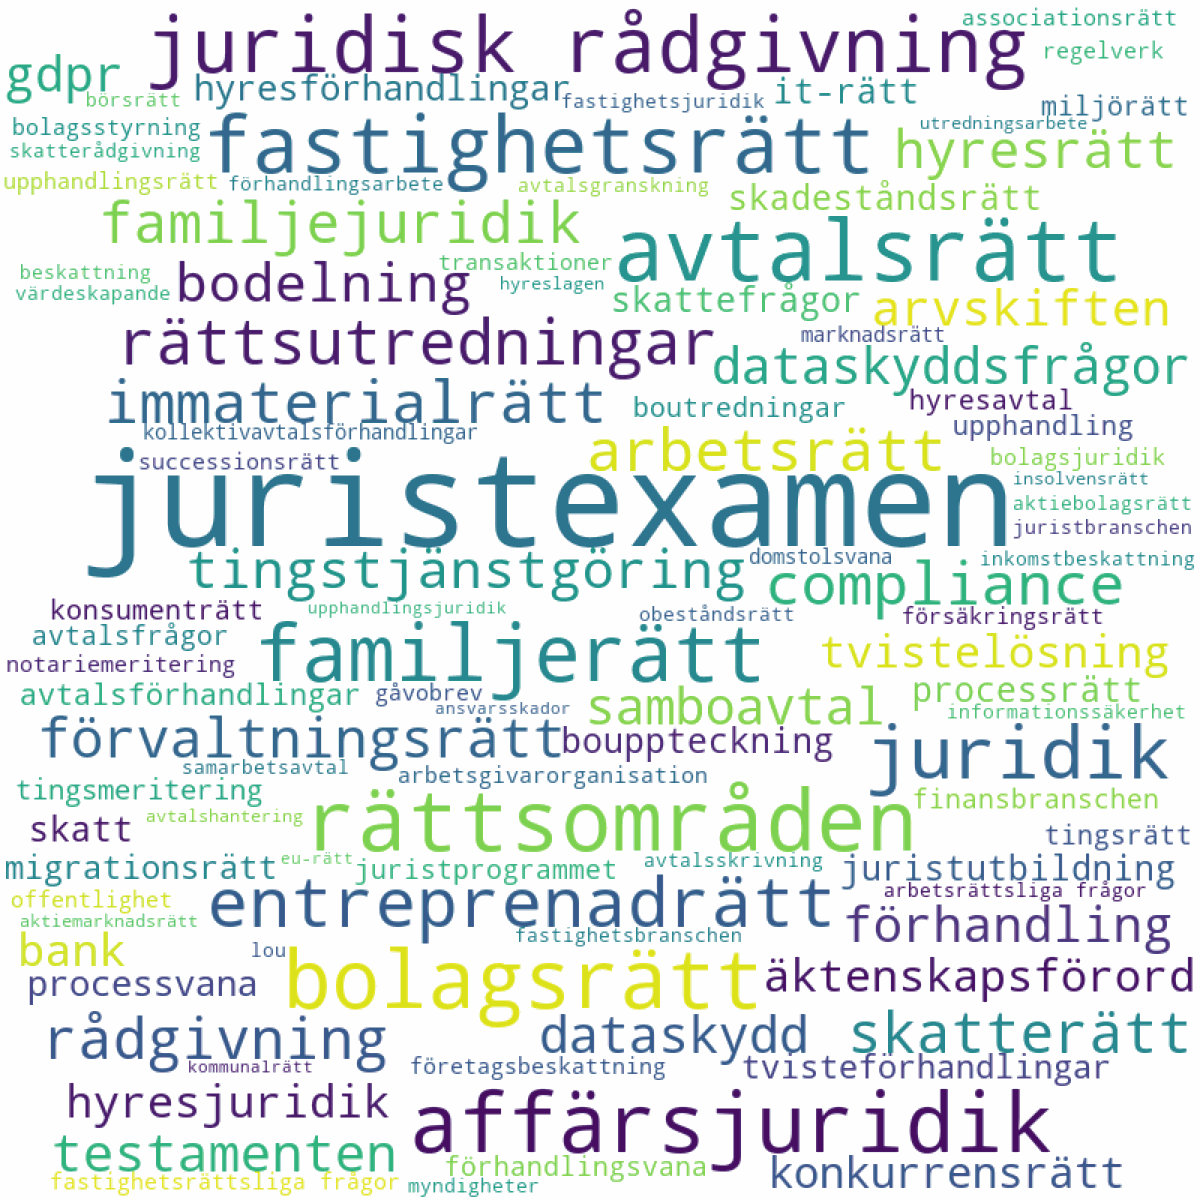 associationsrätt
juridisk rådgivning
regelverk
gdpr
hyresförhandlingar
it-rätt
börsrätt
fastighetsjuridik
miljörätt
bolagsstyrning
fastighetsrätt
utredningsarbete
skatterådgivning
hyresrätt
upphandlingsrätt
förhandlingsarbete
avtalsgranskning
skadeståndsrätt
familjejuridik
avtalsrätt
beskattning
bodelning
transaktioner
värdeskapande
hyreslagen
skattefrågor
arvskiften
rättsutredningar
marknadsrätt
dataskyddsfrågor
immaterialrätt
boutredningar
hyresavtal
kollektivavtalsförhandlingar
arbetsrätt
upphandling
successionsrätt
bolagsjuridik
juristexamen
insolvensrätt
aktiebolagsrätt
juristbranschen
tingstjänstgöring
domstolsvana
inkomstbeskattning
compliance
konsumenträtt
upphandlingsjuridik
obeståndsrätt
försäkringsrätt
avtalsfrågor
familjerätt
tvistelösning
notariemeritering
avtalsförhandlingar
gåvobrev
samboavtal
processrätt
ansvarsskador
informationssäkerhet
förvaltningsrätt
bouppteckning
juridik
samarbetsavtal
arbetsgivarorganisation
tingsmeritering
rättsområden
finansbranschen
skatt
avtalshantering
tingsrätt
migrationsrätt
eu-rätt
juristprogrammet
avtalsskrivning
juristutbildning
offentlighet
entreprenadrätt
arbetsrättsliga frågor
aktiemarknadsrätt
förhandling
bank
lou
fastighetsbranschen
processvana
bolagsrätt
äktenskapsförord
rådgivning
dataskydd
skatterätt
kommunalrätt
företagsbeskattning
tvisteförhandlingar
hyresjuridik
affärsjuridik
testamenten
förhandlingsvana
konkurrensrätt
fastighetsrättsliga frågor
myndigheter